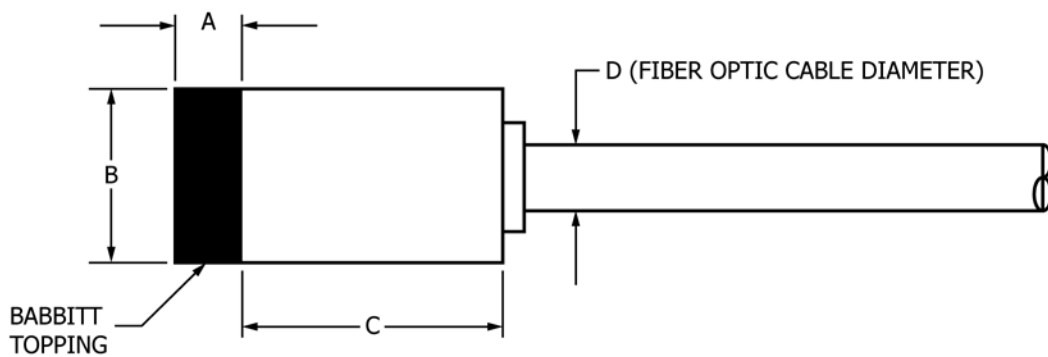 A
D (FIBER OPTIC CABLE DIAMETER)
B
C
BABBITT
TOPPING